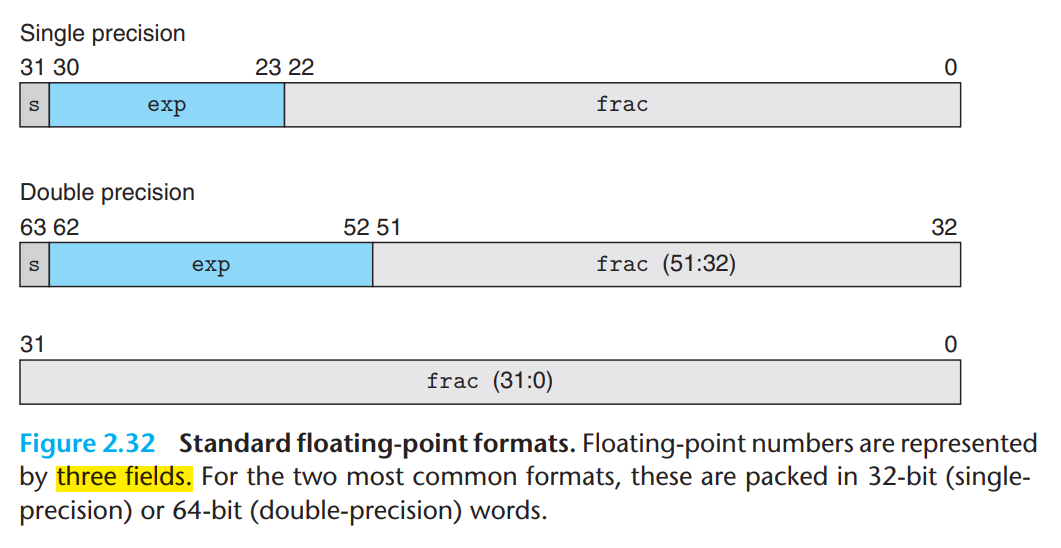 Single precision
31 30 23 22 0
s exp frac
Double precision
63 62 52 51 32
s exp frac (51:32)
31 0
frac (31:0)
Figure 2.32 Standard floating-point formats. Floating-point numbers are represented
by three fields. For the two most common formats, these are packed in 32-bit (single-
precision) or 64-bit (double-precision) words.